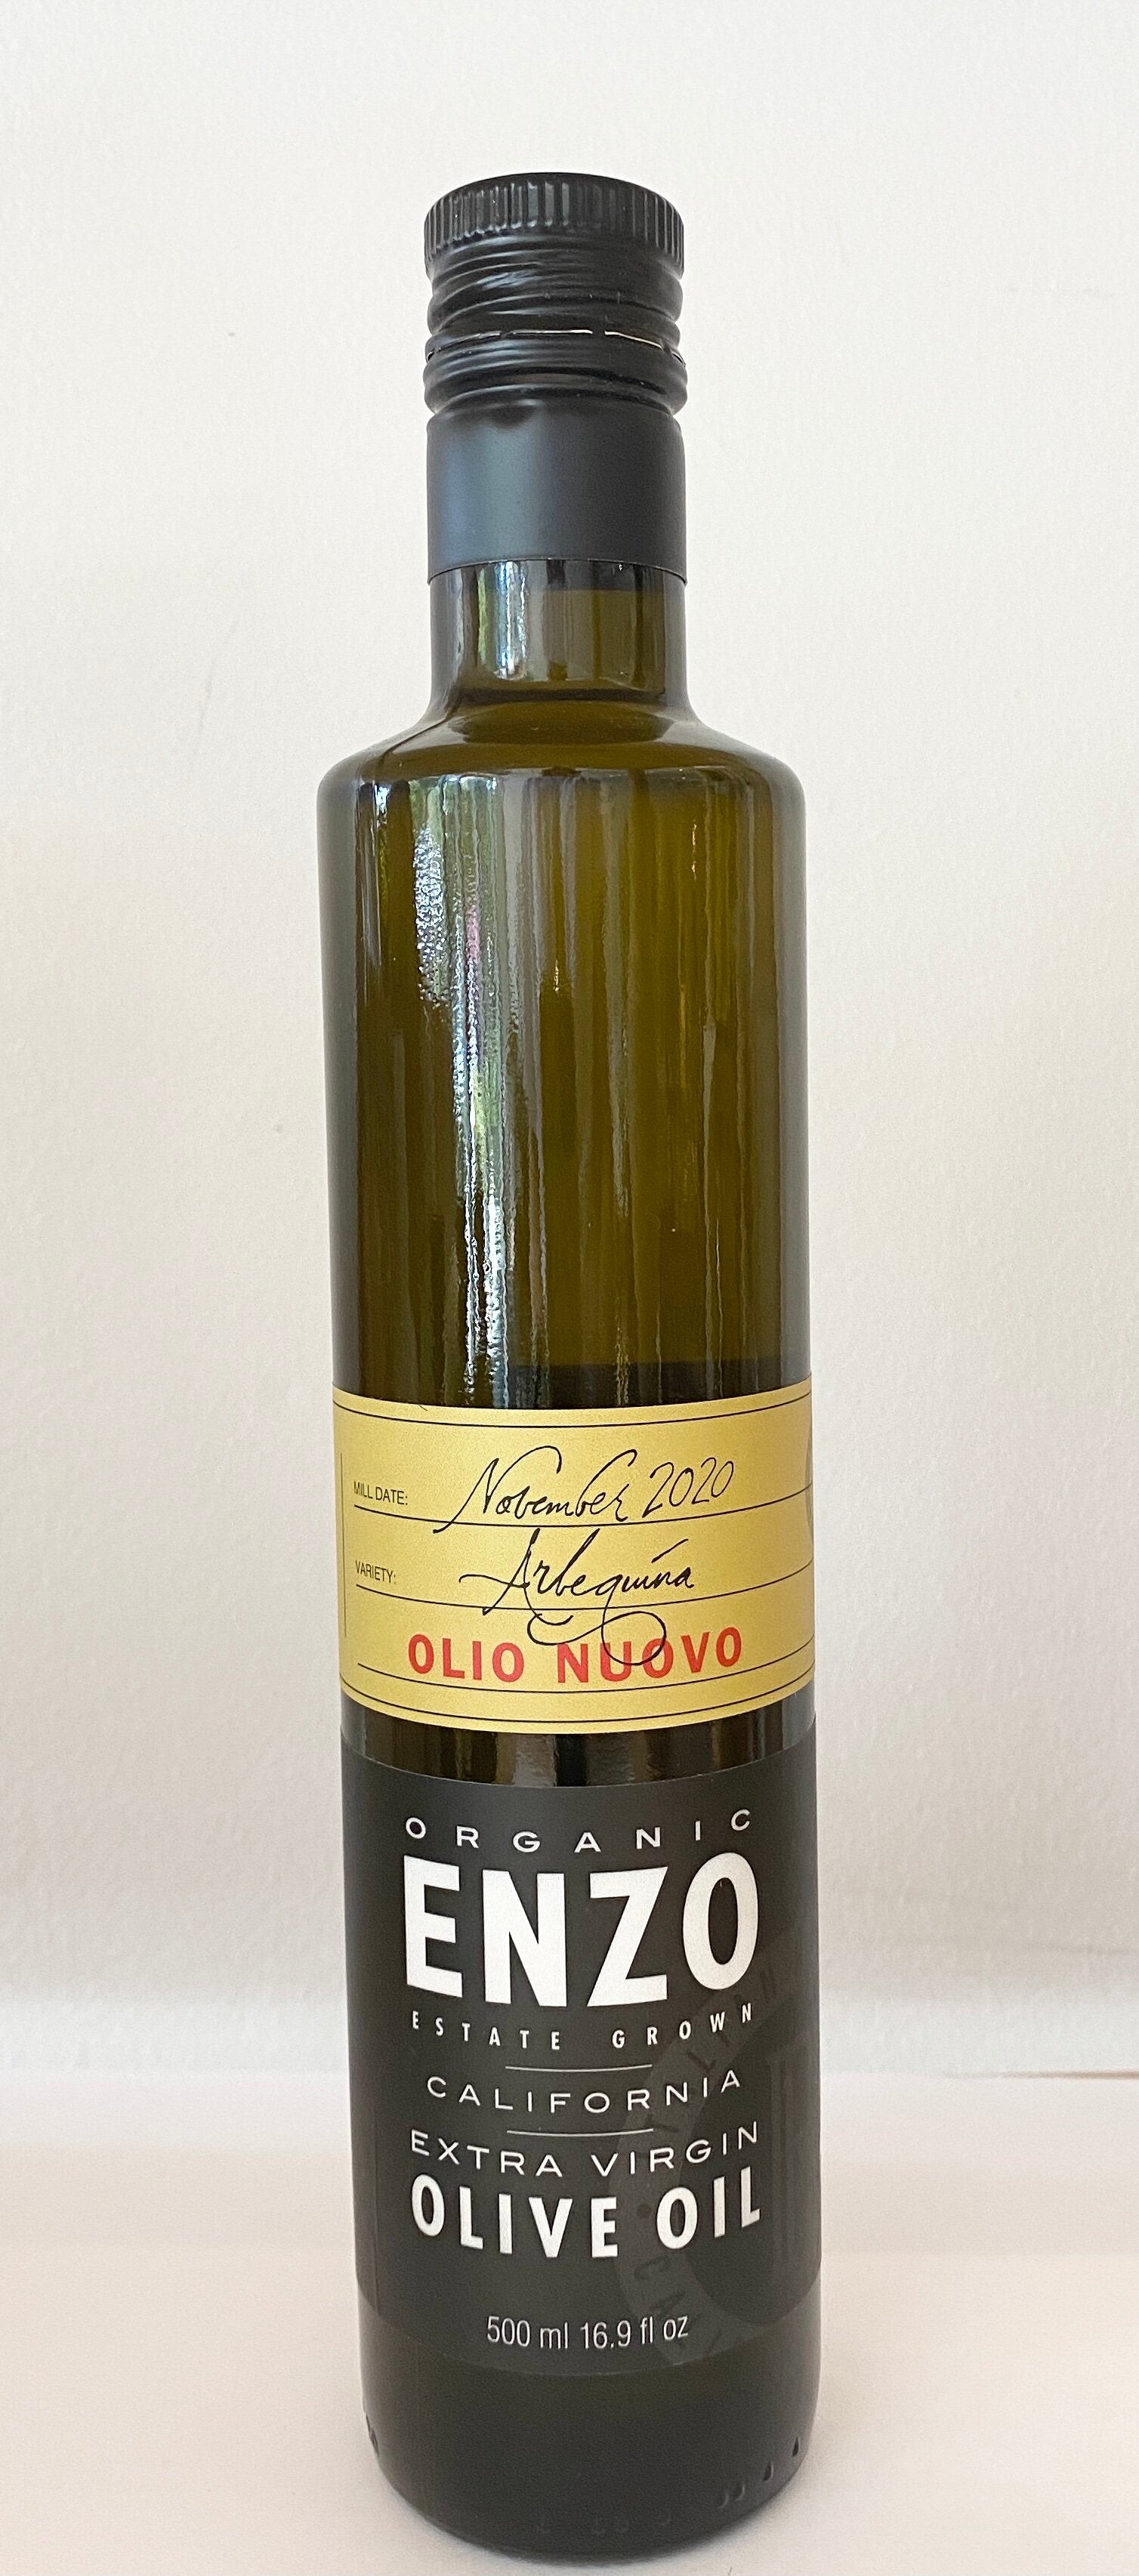 MILL DATE: November 2020
VARIETY: Arbequina
OLIO NUOVO
ORGANIC
ENZO
ESTATE GROWN
CALIFORNIA
EXTRA VIRGIN
OLIVE OIL
500 ml 16.9 fl oz